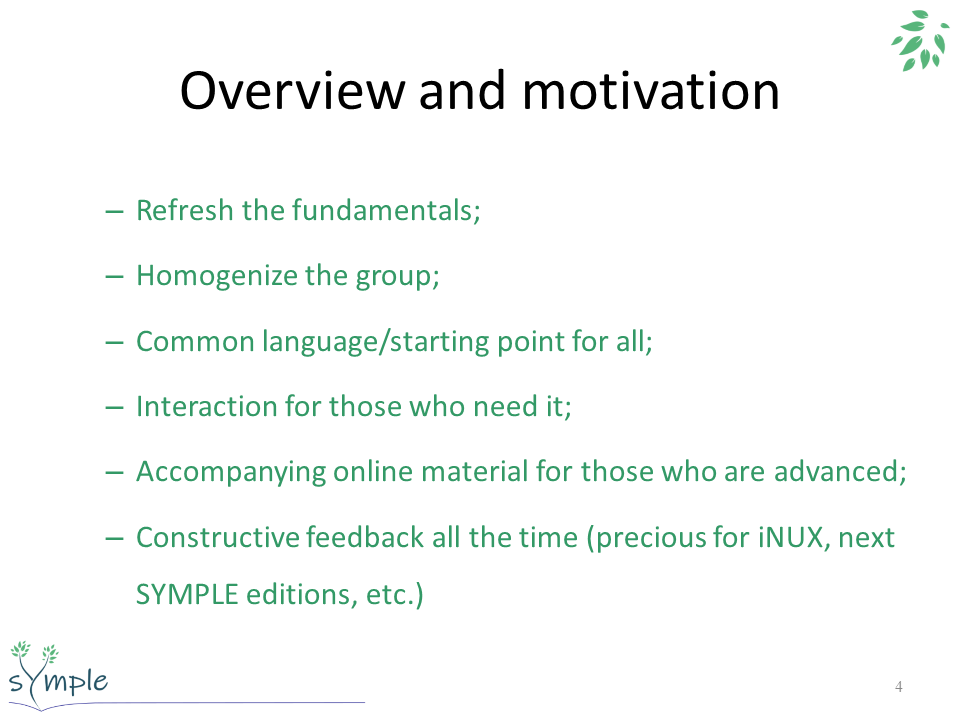 Overview and motivation
– Refresh the fundamentals;
– Homogenize the group;
– Common language/starting point for all;
– Interaction for those who need it;
– Accompanying online material for those who are advanced;
– Constructive feedback all the time (precious for iNUX, next
SYMPLE editions, etc.)
sYmple
4